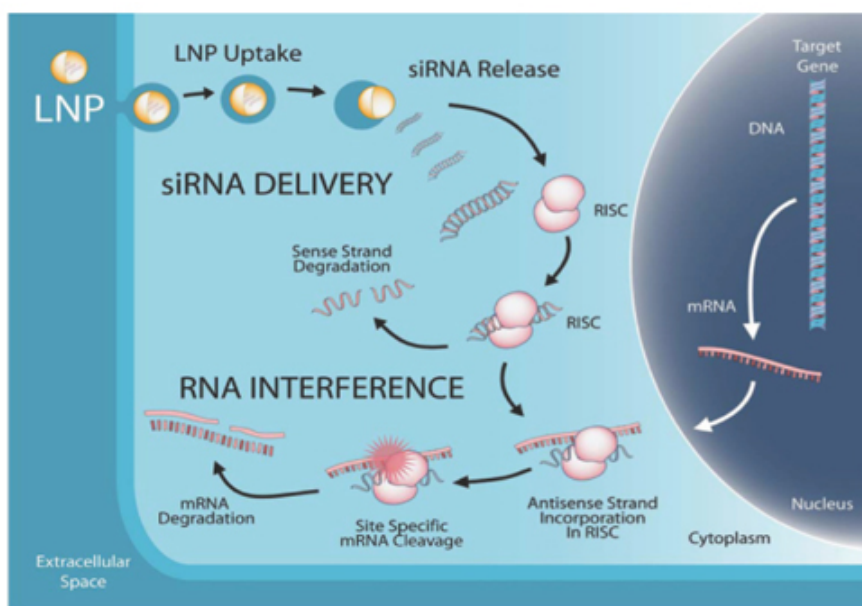 LNP
LNP Uptake
siRNA Release
siRNA DELIVERY
RISC
Sense Strand
Degradation
RISC
RNA INTERFERENCE
mRNA
Degradation
Site Specific
mRNA Cleavage
Antisense Strand
Incorporation
In RISC
Target
Gene
DNA
mRNA
Nucleus
Cytoplasm
Extracellular
Space